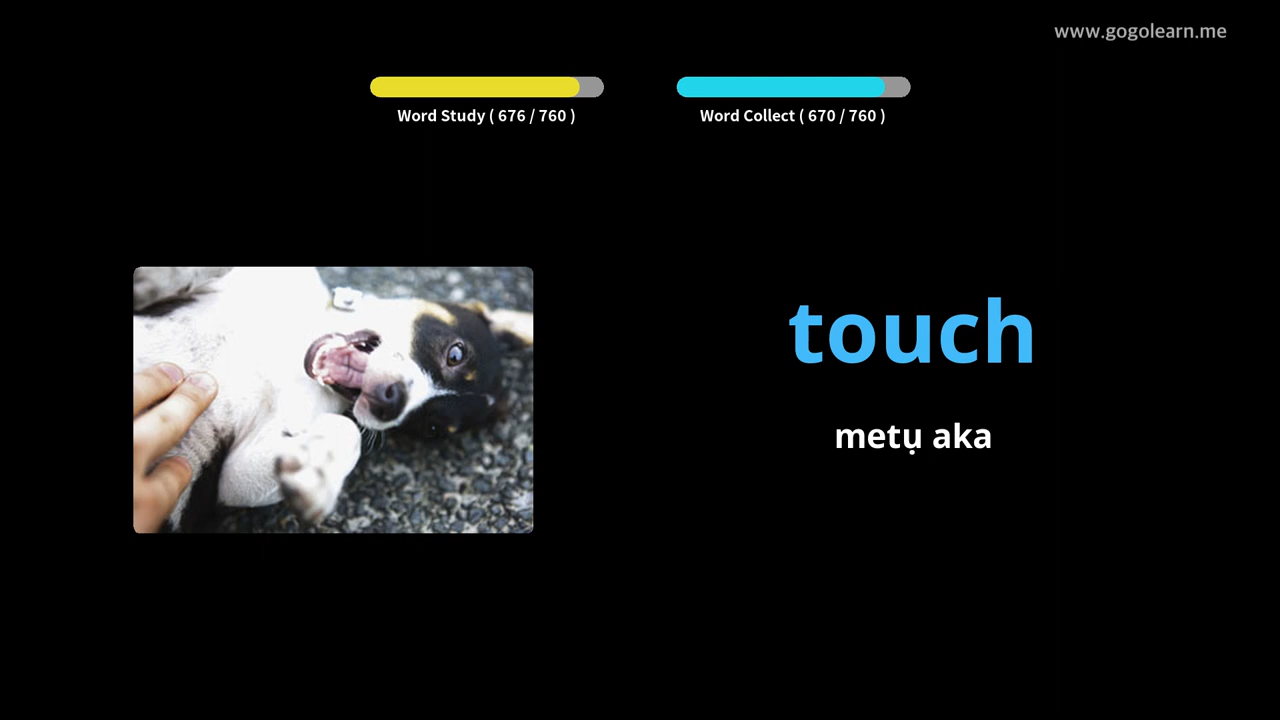 www.gogolearn.me
Word Study ( 676 / 760 )
Word Collect ( 670 / 760 )
touch
metụ aka